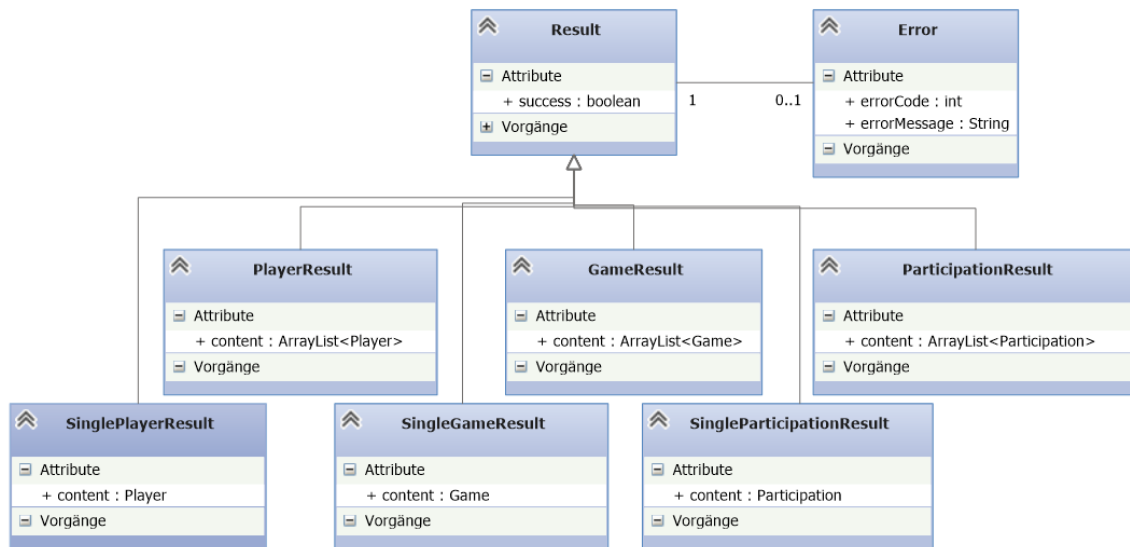 Result
Attribute
+ success : boolean
Vorgänge
1
0..1
Error
Attribute
+ errorCode : int
+ errorMessage : String
Vorgänge
PlayerResult
Attribute
+ content : ArrayList<Player>
Vorgänge
GameResult
Attribute
+ content : ArrayList<Game>
Vorgänge
ParticipationResult
Attribute
+ content : ArrayList<Participation>
Vorgänge
SinglePlayerResult
Attribute
+ content : Player
Vorgänge
SingleGameResult
Attribute
+ content : Game
Vorgänge
SingleParticipationResult
Attribute
+ content : Participation
Vorgänge